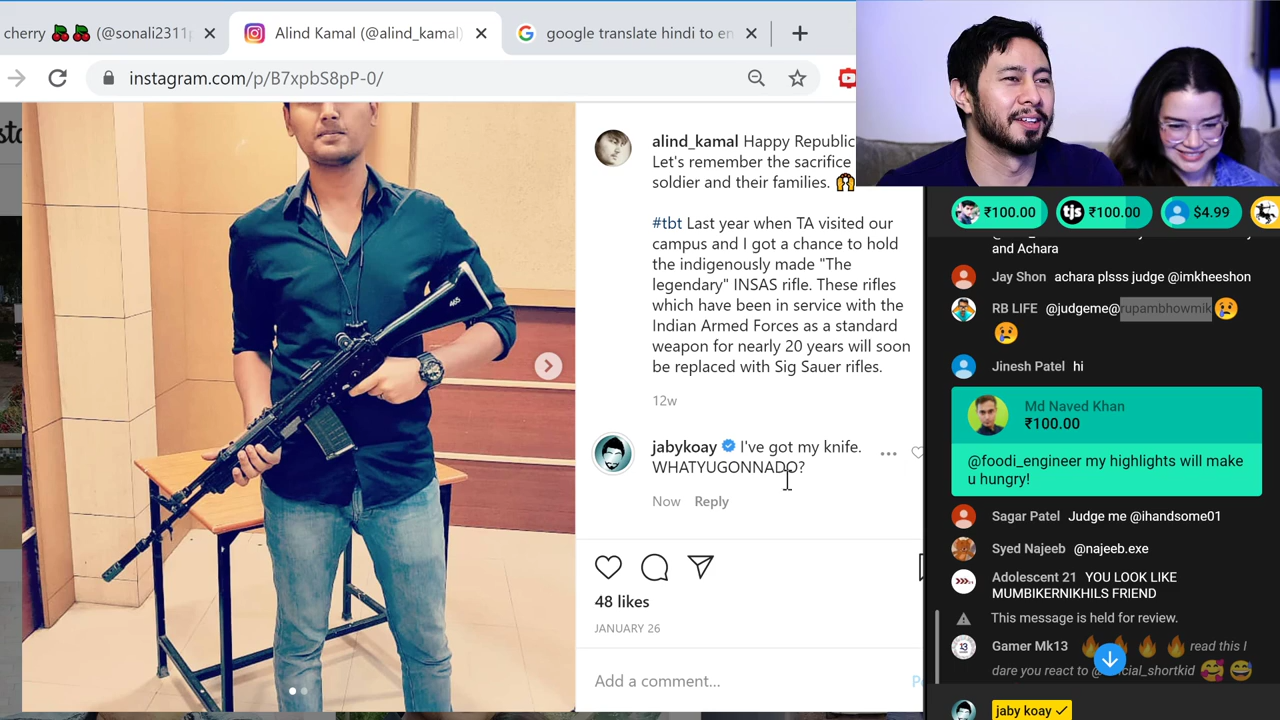 cherry 🍒🍒 (@sonali2311
Alind Kamal (@alind_kamal)
google translate hindi to en
instagram.com/p/B7xpbS8pP-0/
alind_kamal Happy Republic
Let's remember the sacrifice
soldier and their families. 🙌
#tbt Last year when TA visited our
campus and I got a chance to hold
the indigenously made "The
legendary" INSAS rifle. These rifles
which have been in service with the
Indian Armed Forces as a standard
weapon for nearly 20 years will soon
be replaced with Sig Sauer rifles.
12w
jabykoay I've got my knife.
WHATYUGONNADO?
Now Reply
48 likes
JANUARY 26
Add a comment...
465
₹100.00
tjs ₹100.00
$4.99
and Achara
Jay Shon achara plsss judge @imkheeshon
RB LIFE @judgeme@rupambhowmik😢
😢
Jinesh Patel hi
Md Naved Khan
₹100.00
@foodi_engineer my highlights will make
u hungry!
Sagar Patel Judge me @ihandsome01
Syed Najeeb @najeeb.exe
Adolescent 21 YOU LOOK LIKE
MUMBIKERNIKHILS FRIEND
This message is held for review.
Gamer Mk13 🔥🔥🔥🔥 read this I
dare you react to 🥰😅
jaby koay ✓